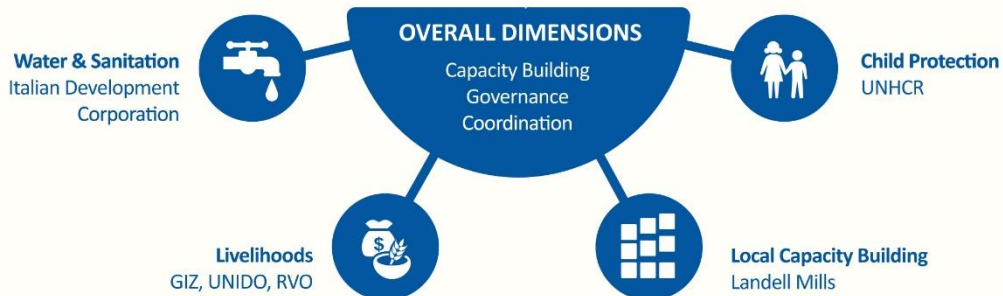 OVERALL DIMENSIONS
Capacity Building
Governance
Coordination
Water & Sanitation
Italian Development
Corporation
Child Protection
UNHCR
Livelihoods
$
GIZ, UNIDO, RVO
Local Capacity Building
Landell Mills